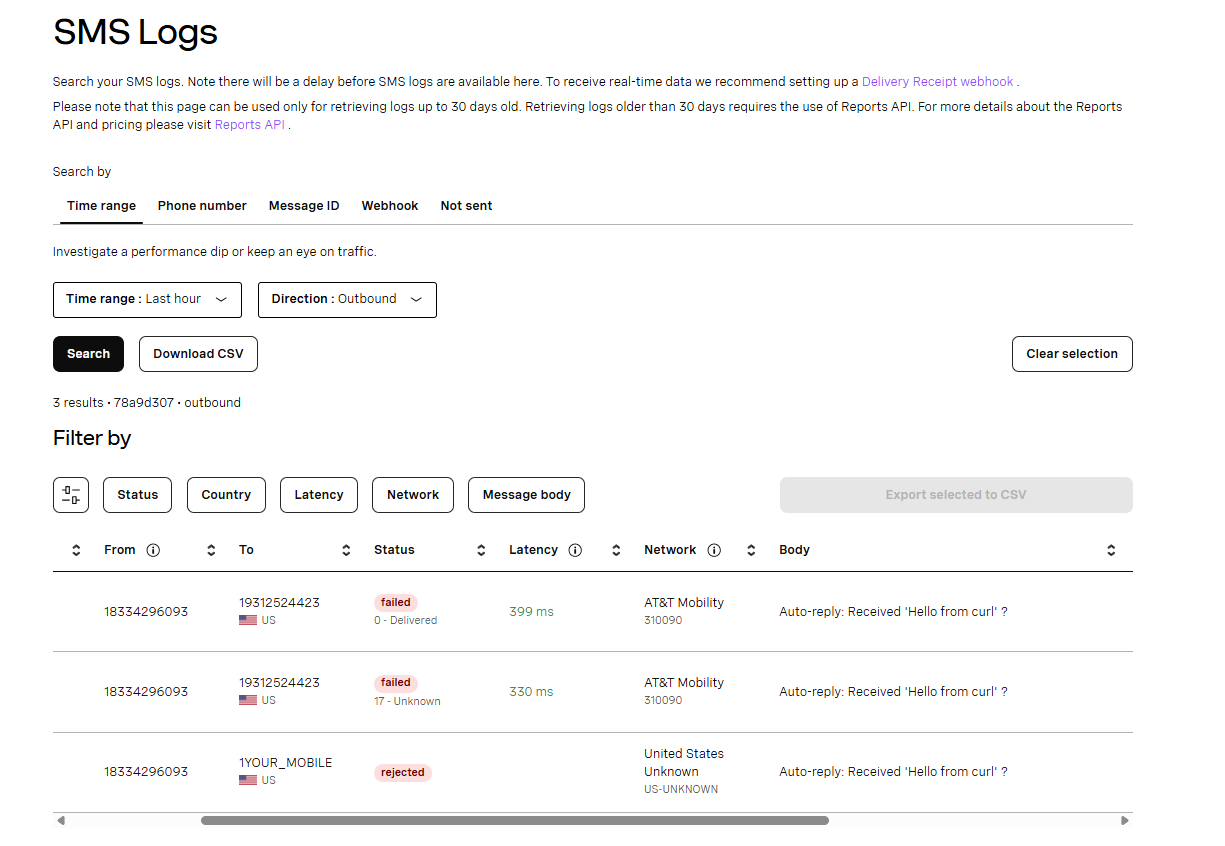 SMS Logs
Search your SMS logs. Note there will be a delay before SMS logs are available here. To receive real-time data we recommend setting up a Delivery Receipt webhook .
Please note that this page can be used only for retrieving logs up to 30 days old. Retrieving logs older than 30 days requires the use of Reports API. For more details about the Reports
API and pricing please visit Reports API .
Search by
Time range Phone number Message ID Webhook Not sent
Investigate a performance dip or keep an eye on traffic.
Time range : Last hour Direction : Outbound
Search Download CSV Clear selection
3 results • 78a9d307 • outbound
Filter by
Status Country Latency Network Message body Export selected to CSV
From To Status Latency Network Body
18334296093 19312524423 failed 399 ms AT&T Mobility Auto-reply: Received 'Hello from curl' ?
US 0 - Delivered 310090
18334296093 19312524423 failed 330 ms AT&T Mobility Auto-reply: Received 'Hello from curl' ?
US 17 - Unknown 310090
18334296093 1YOUR_MOBILE rejected United States Auto-reply: Received 'Hello from curl' ?
US Unknown
US-UNKNOWN